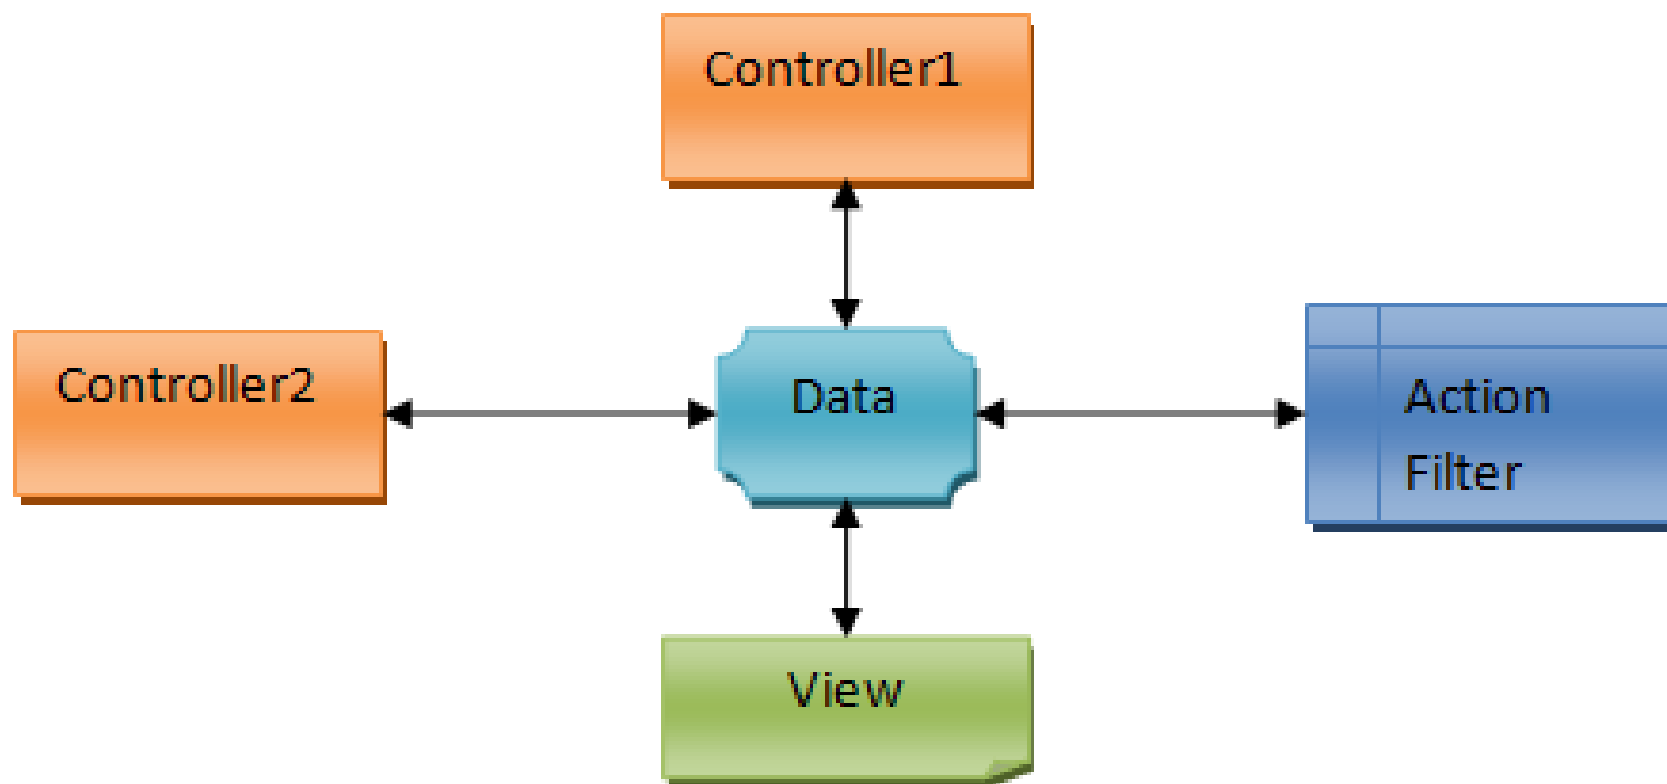 Controller1
Controller2
Data
Action
Filter
View